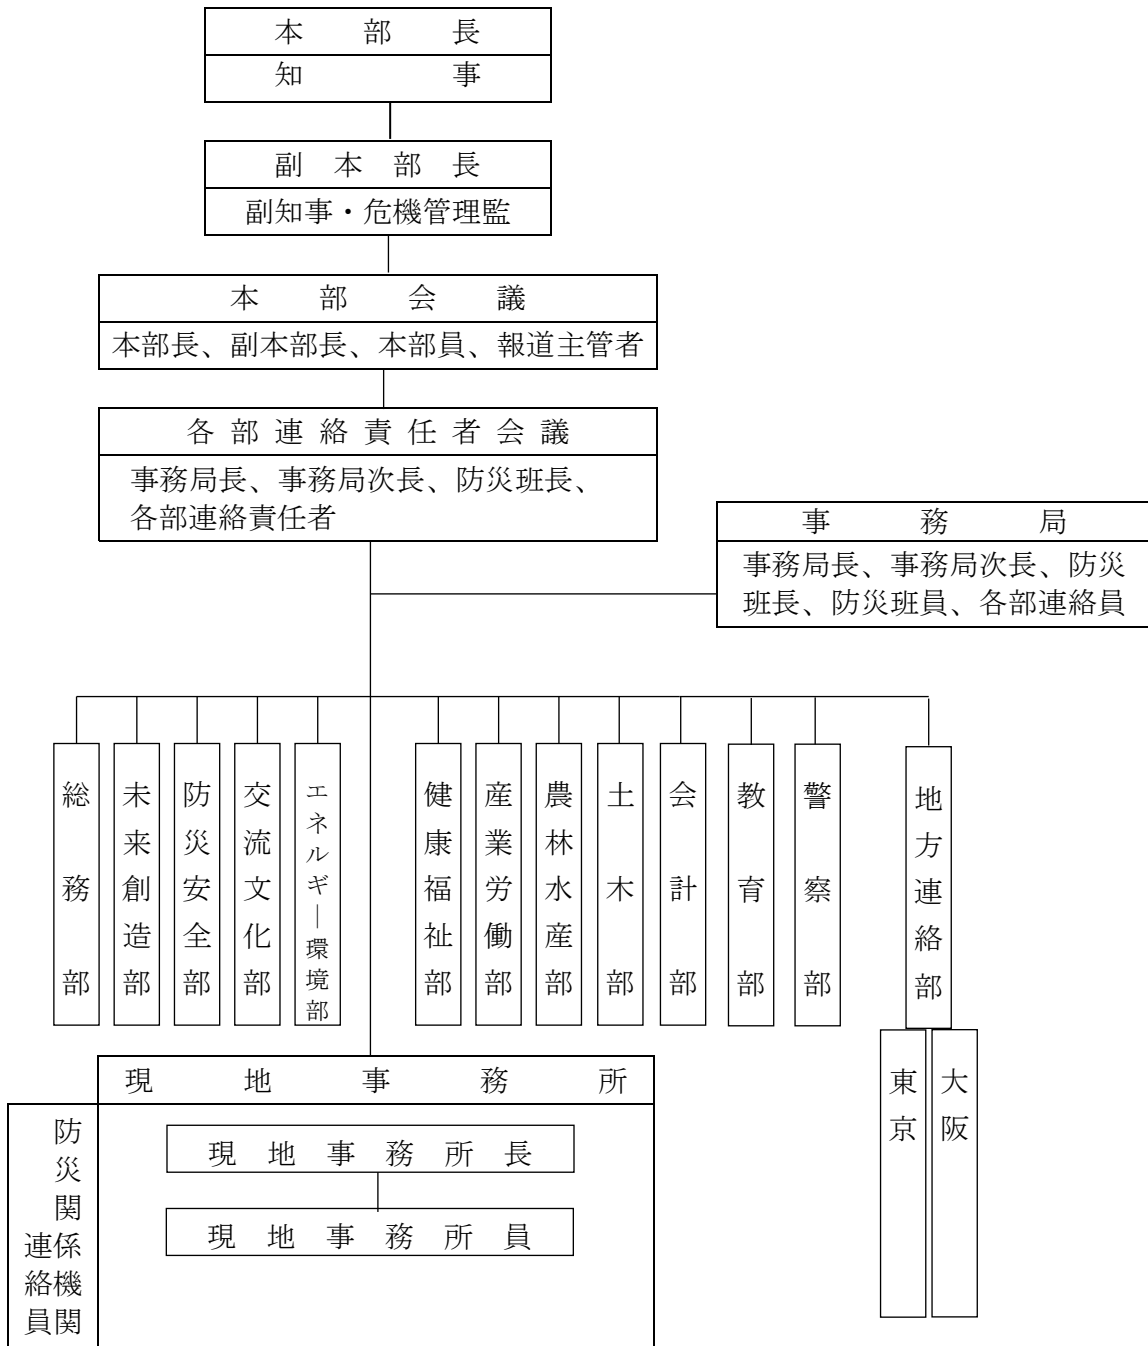 本部長
知事
副本部長
副知事・危機管理監
本部会議
本部長、副本部長、本部員、報道主管者
各部連絡責任者会議
事務局長、事務局次長、防災班長、
各部連絡責任者
事務局
事務局長、事務局次長、防災
班長、防災班員、各部連絡員
総務部
未来創造部
防災安全部
交流文化部
エネルギー環境部
健康福祉部
産業労働部
農林水産部
土木部
会計部
教育部
警察部
地方連絡部
東京
大阪
現地事務所
現地事務所長
現地事務所員
防災関係機関
連絡員